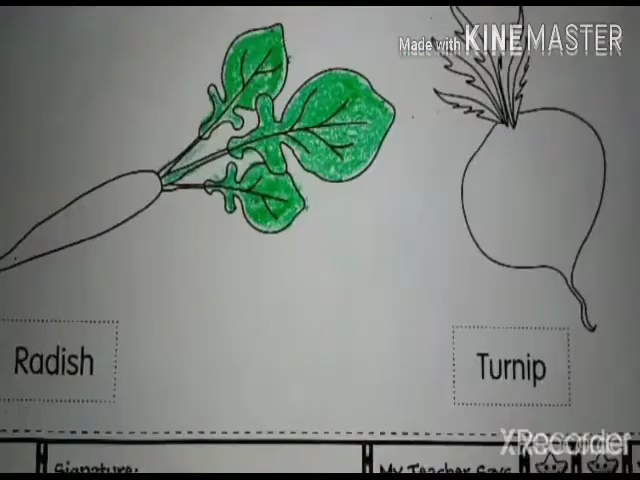 Made with KINEMASTER
Radish
Turnip
Signature:
My Teacher Says
XRecorder